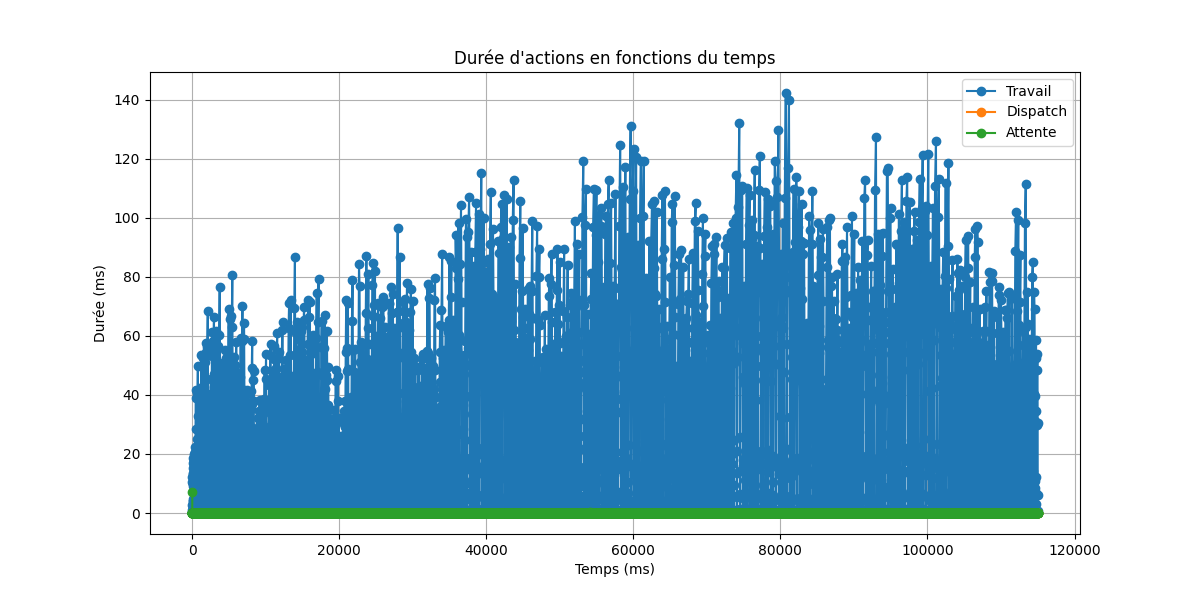 Durée d'actions en fonctions du temps
Durée (ms)
140
120
100
80
60
40
20
0
Travail
Dispatch
Attente
0 20000 40000 60000 80000 100000 120000
Temps (ms)